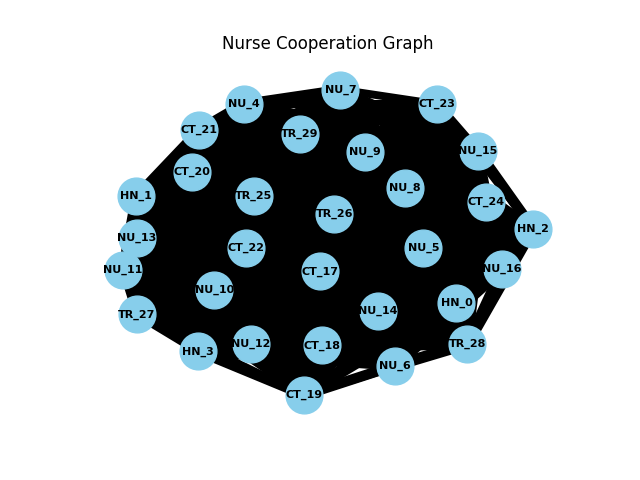 Nurse Cooperation Graph
NU_7
NU_4
CT_23
CT_21
TR_29
NU_9
NU_15
CT_20
NU_8
HN_1
TR_25
CT_24
TR_26
HN_2
NU_13
CT_22
NU_5
NU_11
CT_17
NU_16
NU_10
HN_0
TR_27
NU_14
HN_3
NU_12
CT_18
TR_28
NU_6
CT_19